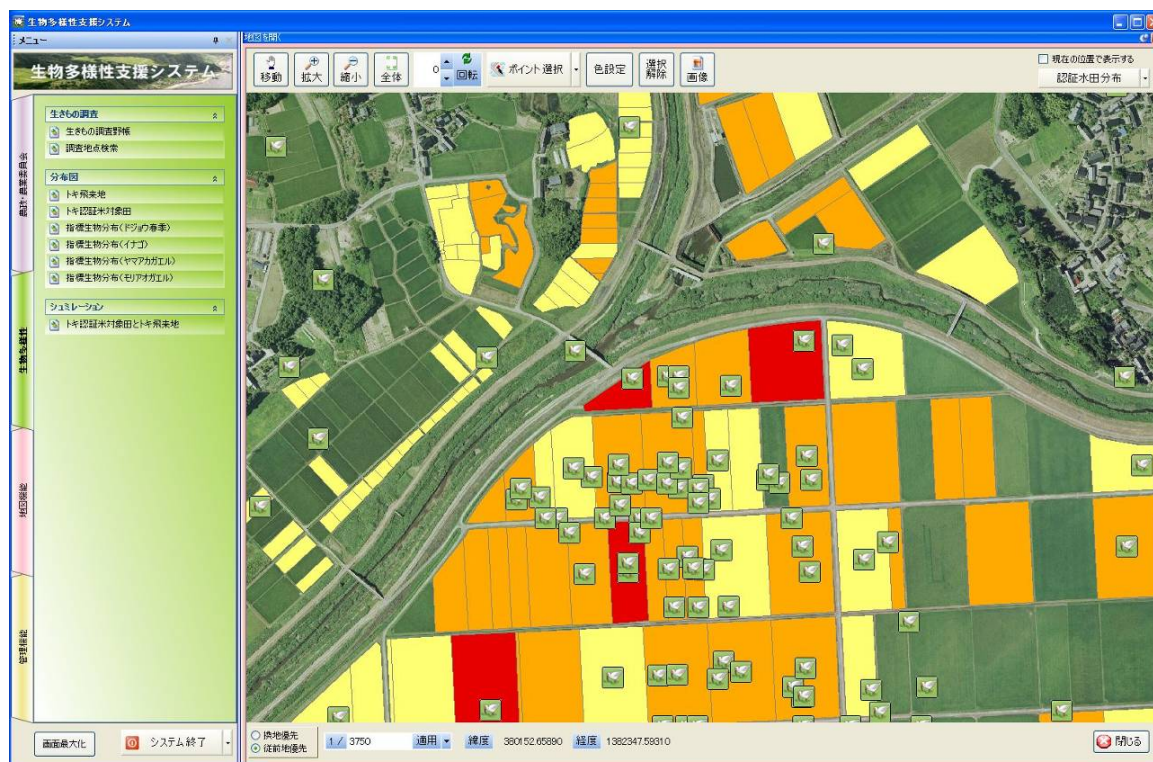 生物多様性支援システム
メニュー
地図を開く
生物多様性支援システム
移動
拡大
縮小
全体
0
回転
ポイント選択
色設定
選択
解除
画像
現在の位置で表示する
認証水田分布
生きもの調査
生きもの調査野帳
調査地点検索
分布図
トキ飛来地
トキ認証米対象田
指標生物分布(ドジョウ春季)
指標生物分布(イナゴ)
指標生物分布(ヤマアカガエル)
指標生物分布(モリアオガエル)
シュミレーション
トキ認証米対象田とトキ飛来地
農政・農業委員会
生物多様性
地図機能
管理機能
画面最大化
システム終了
換地優先
従前地優先
1 / 3750
適用
緯度 380152.65890
経度 1382347.59310
閉じる